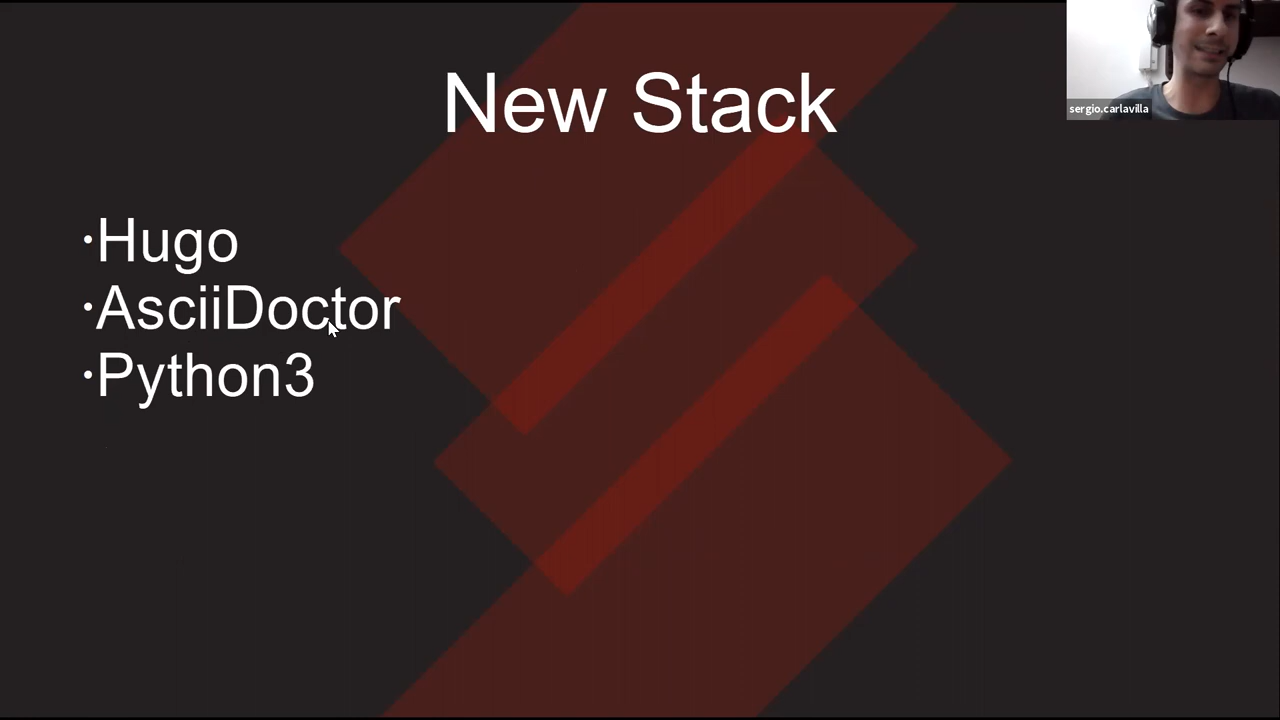 New Stack
sergio.carlavilla
·Hugo
·AsciiDoctor
·Python3